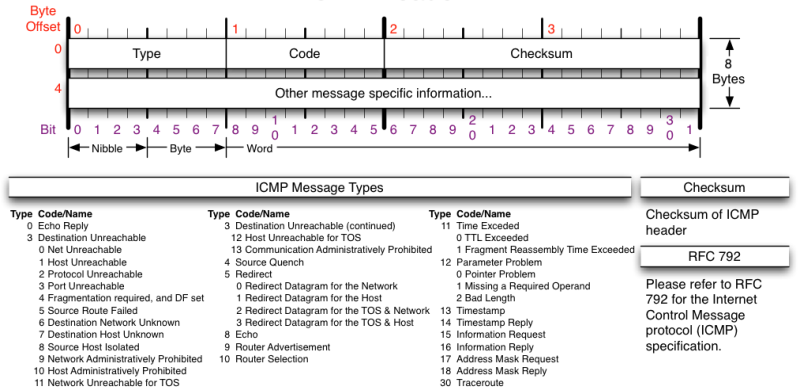 Byte
Offset
0 1 2 3
0 Type Code Checksum
8
Bytes
4 Other message specific information...
Bit 0 1 2 3 4 5 6 7 8 9 10 1 2 3 4 5 6 7 8 9 20 1 2 3 4 5 6 7 8 9 30 1
Nibble Byte Word
ICMP Message Types
Type Code/Name
0 Echo Reply
3 Destination Unreachable
0 Net Unreachable
1 Host Unreachable
2 Protocol Unreachable
3 Port Unreachable
4 Fragmentation required, and DF set
5 Source Route Failed
6 Destination Network Unknown
7 Destination Host Unknown
8 Source Host Isolated
9 Network Administratively Prohibited
10 Host Administratively Prohibited
11 Network Unreachable for TOS
Type Code/Name
3 Destination Unreachable (continued)
12 Host Unreachable for TOS
13 Communication Administratively Prohibited
4 Source Quench
5 Redirect
0 Redirect Datagram for the Network
1 Redirect Datagram for the Host
2 Redirect Datagram for the TOS & Network
3 Redirect Datagram for the TOS & Host
8 Echo
9 Router Advertisement
10 Router Selection
Type Code/Name
11 Time Exceded
0 TTL Exceeded
1 Fragment Reassembly Time Exceeded
12 Parameter Problem
0 Pointer Problem
1 Missing a Required Operand
2 Bad Length
13 Timestamp
14 Timestamp Reply
15 Information Request
16 Information Reply
17 Address Mask Request
18 Address Mask Reply
30 Traceroute
Checksum
Checksum of ICMP
header
RFC 792
Please refer to RFC
792 for the Internet
Control Message
protocol (ICMP)
specification.